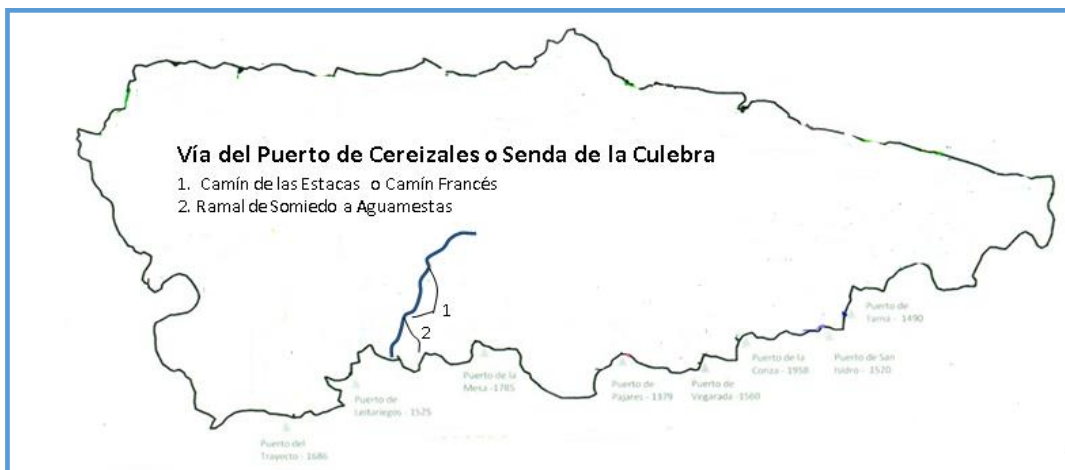 Vía del Puerto de Cereizales o Senda de la Culebra
1. Camín de las Estacas o Camín Francés
2. Ramal de Somiedo a Aguamestas
1
2
Puerto de
Tarna - 1490
Puerto de la
Mesa -1785
Puerto de
Leitariegos - 1525
Puerto de
Pajares - 1379
Puerto de
Vegarada -1560
Puerto de la
Conza - 1958
Puerto de San
Isidro - 1520
Puerto del
Trayecto - 1686